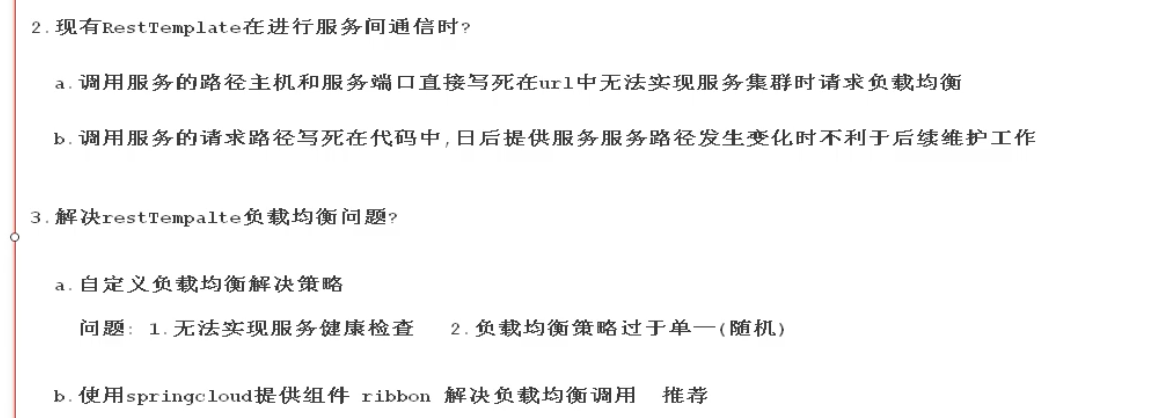 2.现有RestTemplate在进行服务间通信时?
a.调用服务的路径主机和服务端口直接写死在url中无法实现服务集群时请求负载均衡
b.调用服务的请求路径写死在代码中,日后提供服务服务路径发生变化时不利于后续维护工作
3.解决restTempalte负载均衡问题?
a.自定义负载均衡解决策略
问题: 1.无法实现服务健康检查 2.负载均衡策略过于单一(随机)
b.使用springcloud提供组件 ribbon 解决负载均衡调用 推荐